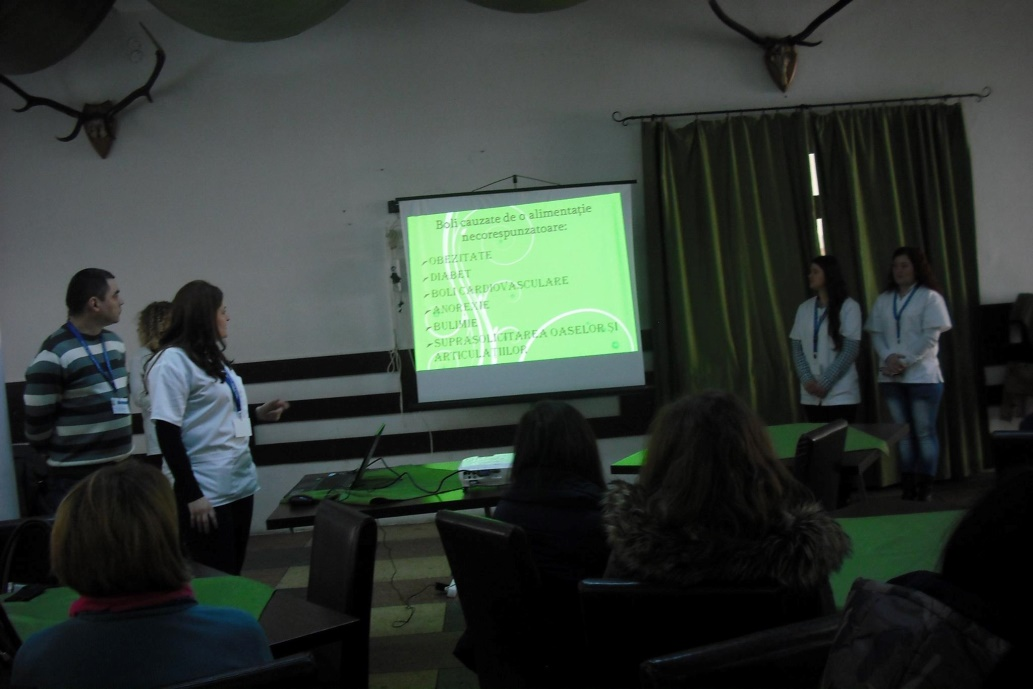 Boli cauzate de o alimentație
necorespunzatoare:
➢OBEZITATE
➢DIABET
➢BOLI CARDIOVASCULARE
➢ANOREXIE
➢BULIMIE
➢SUPRASOLICITAREA OASELOR ȘI
ARTICULAȚIILOR